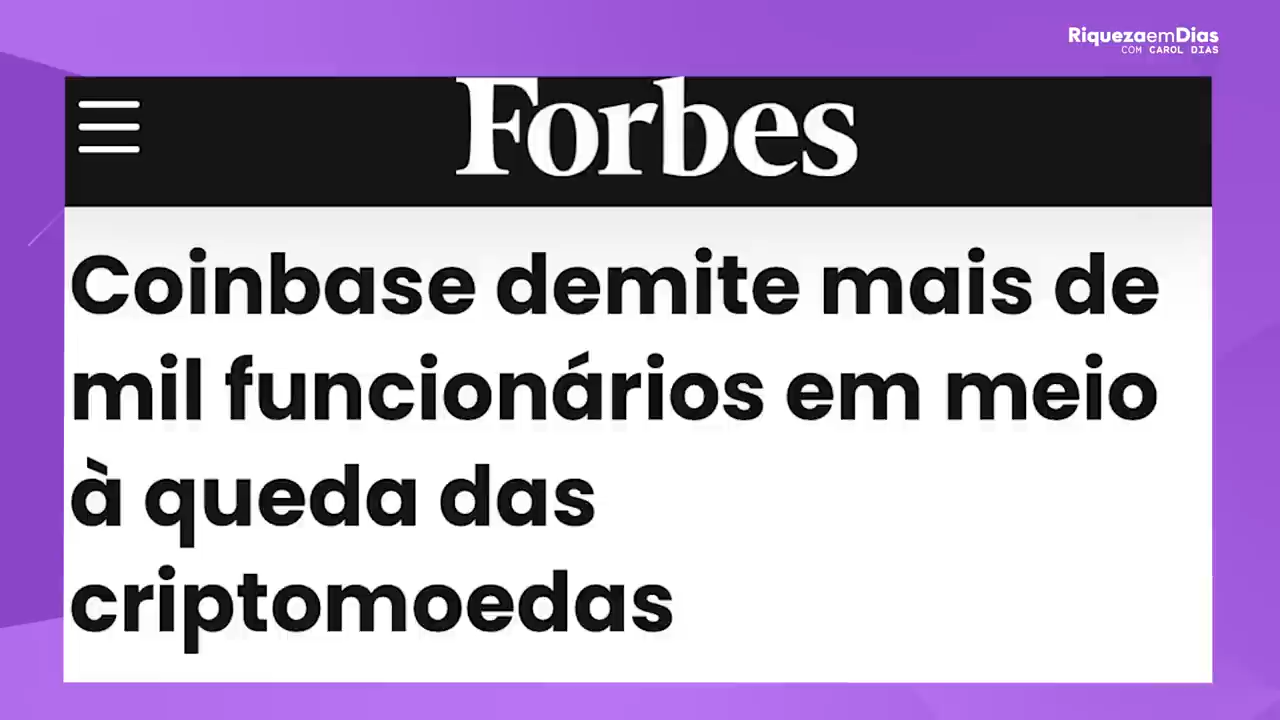 RiquezaemDias
COM CAROL DIAS
Forbes
Coinbase demite mais de
mil funcionários em meio
à queda das
criptomoedas